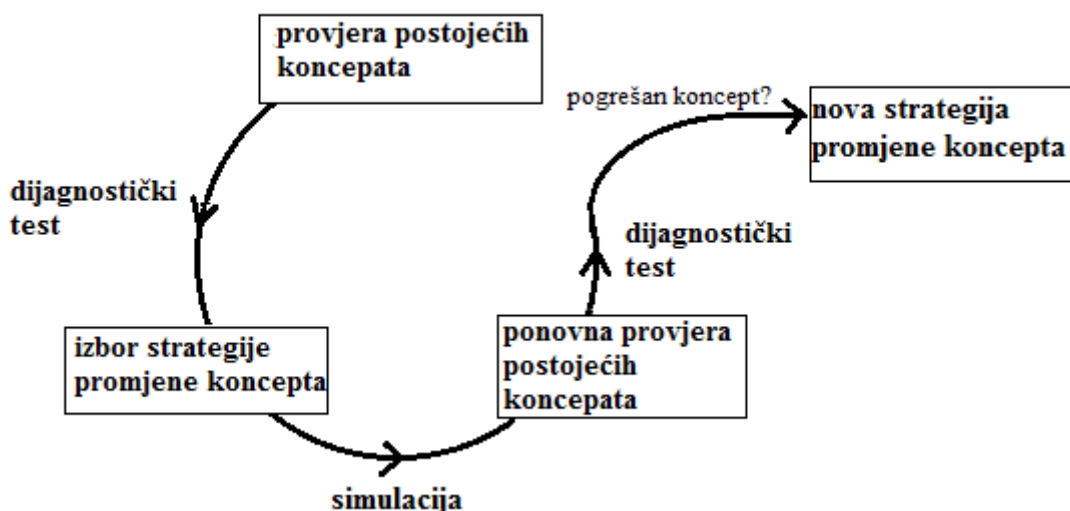 provjera postojećih
koncepata
pogrešan koncept?
nova strategija
promjene koncepta
dijagnostički
test
dijagnostički
test
izbor strategije
promjene koncepta
ponovna provjera
postojećih
koncepata
simulacija